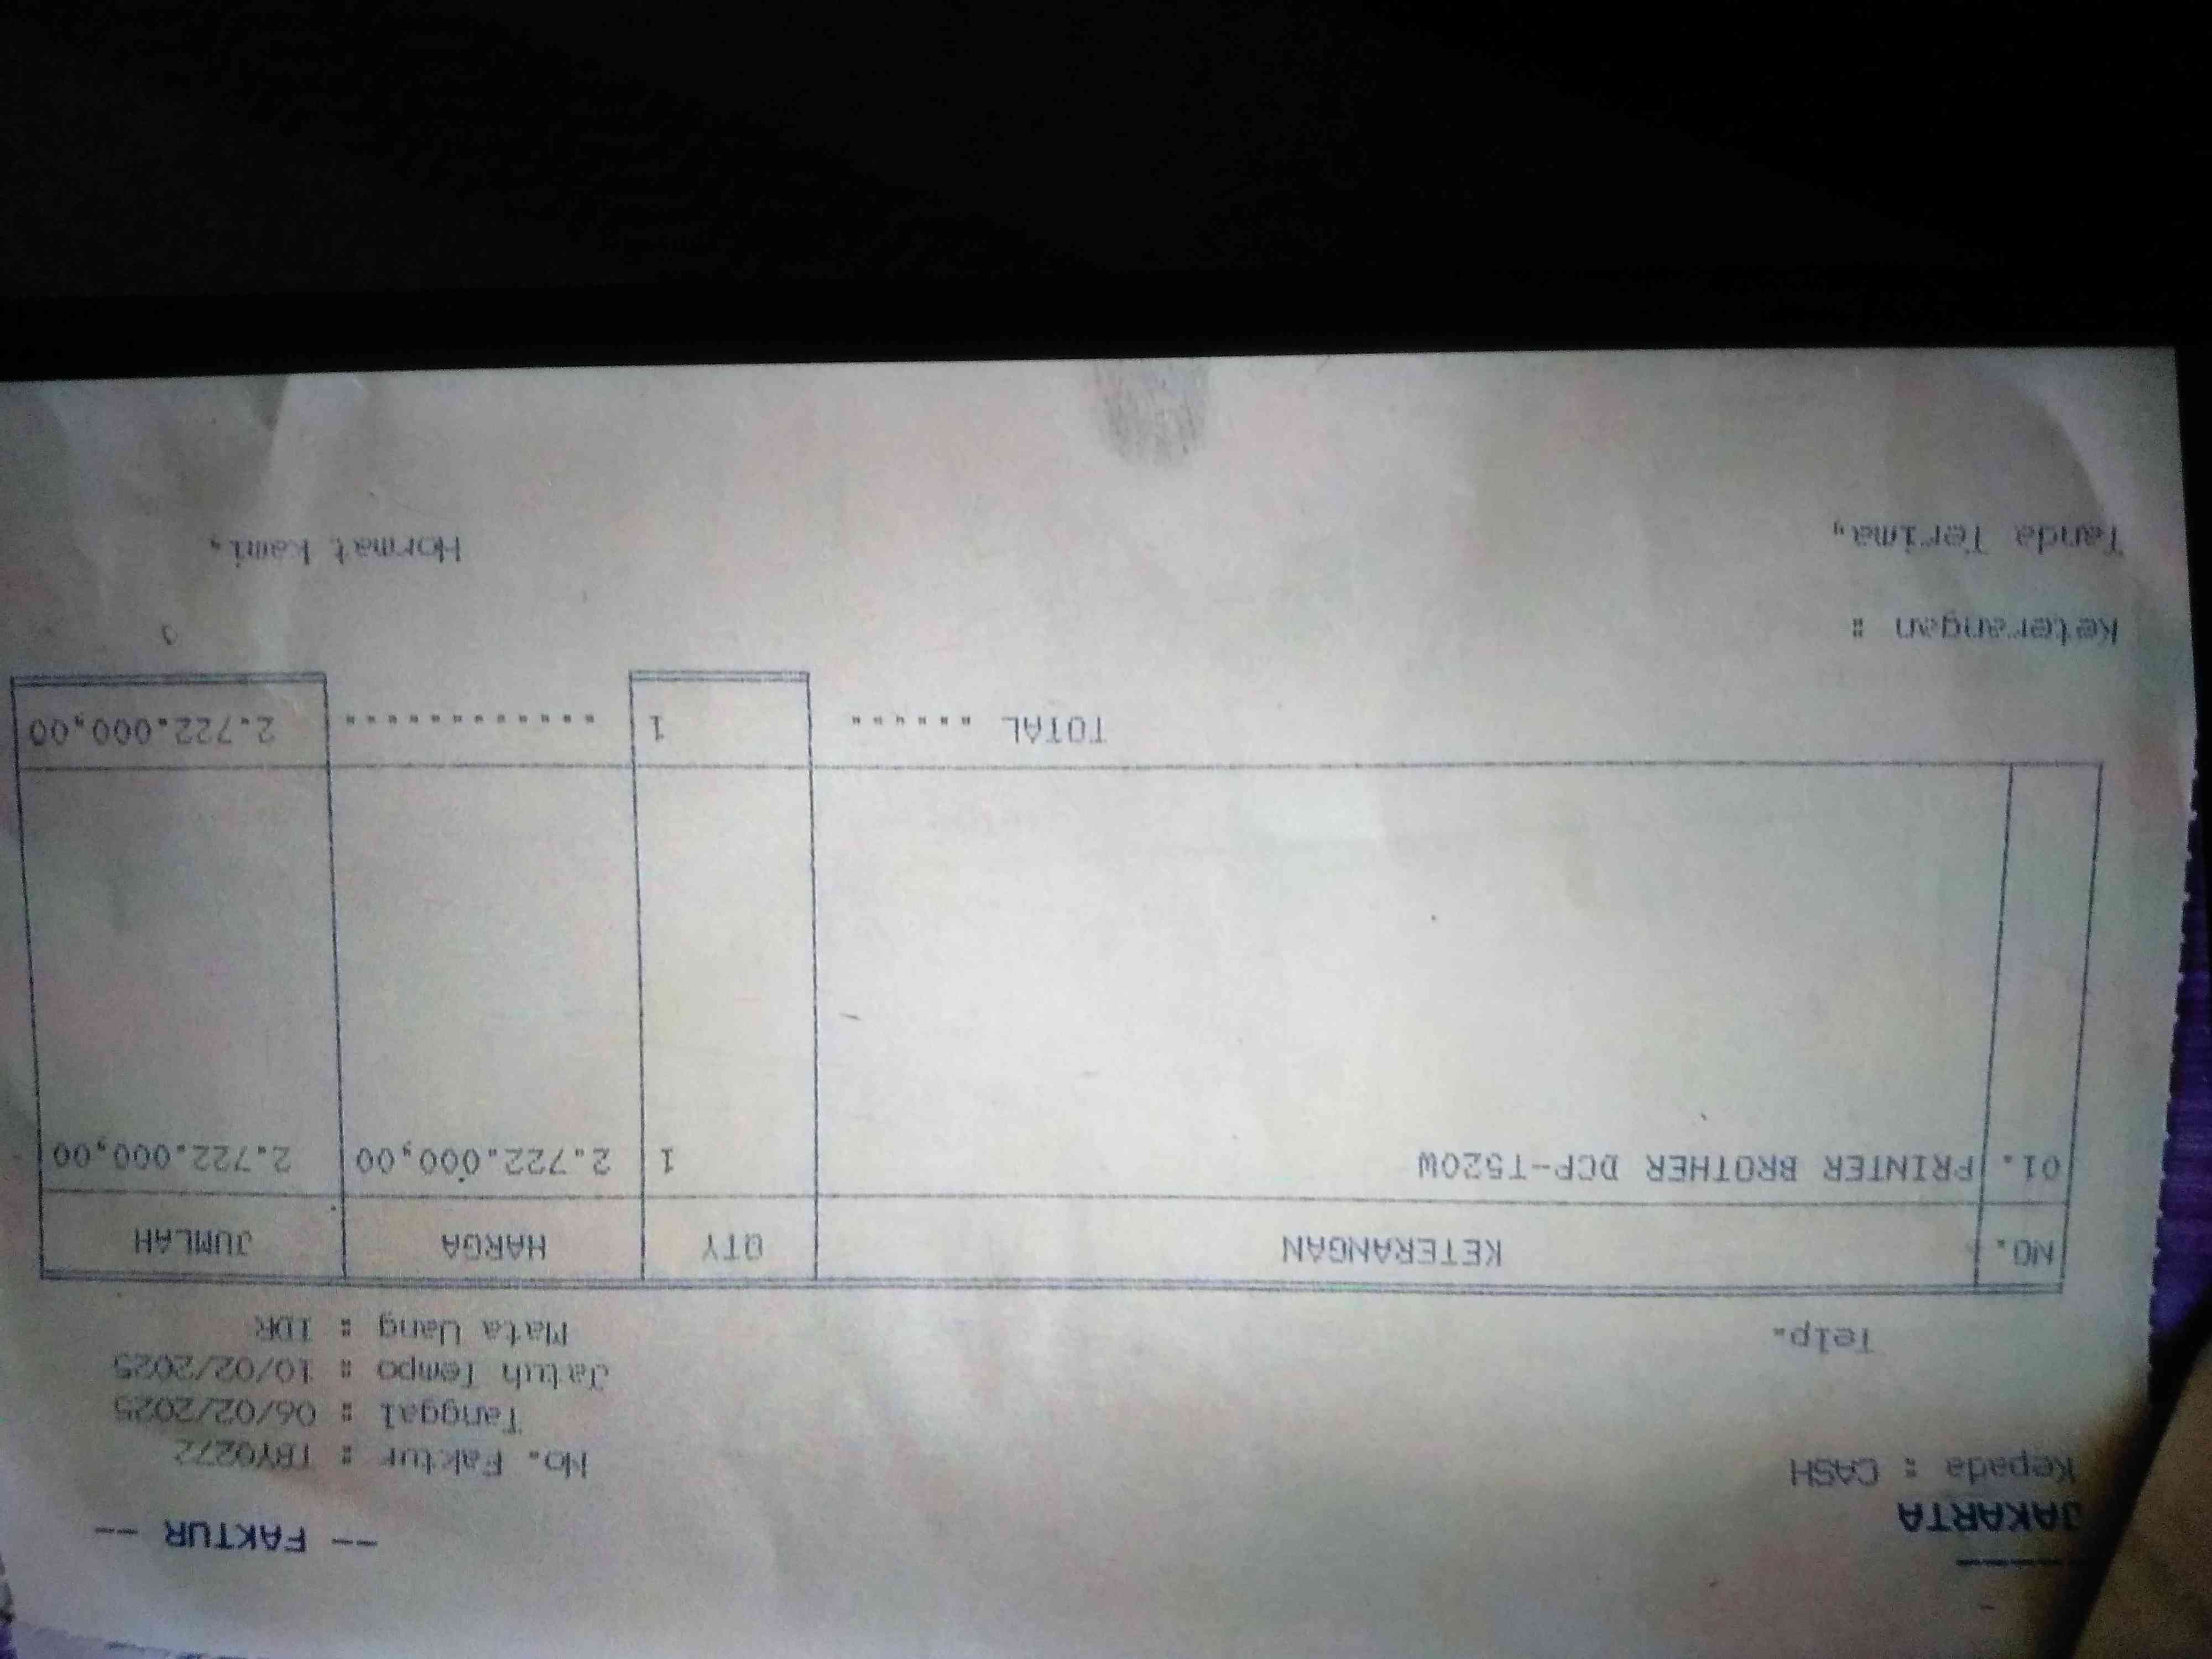 JAKARTA -- FAKTUR --
Kepada : CASH No. Faktur : TBY0272
Tanggal : 06/02/2025
Jatuh Tempo : 10/02/2025
Telp. Mata Uang : IDR
NO. KETERANGAN QTY HARGA JUMLAH
01. PRINTER BROTHER DCP-T520W 1 2.722.000,00 2.722.000,00
TOTAL ...... 1 ............. 2.722.000,00
Keterangan :
Tanda Terima, Hormat Kami,